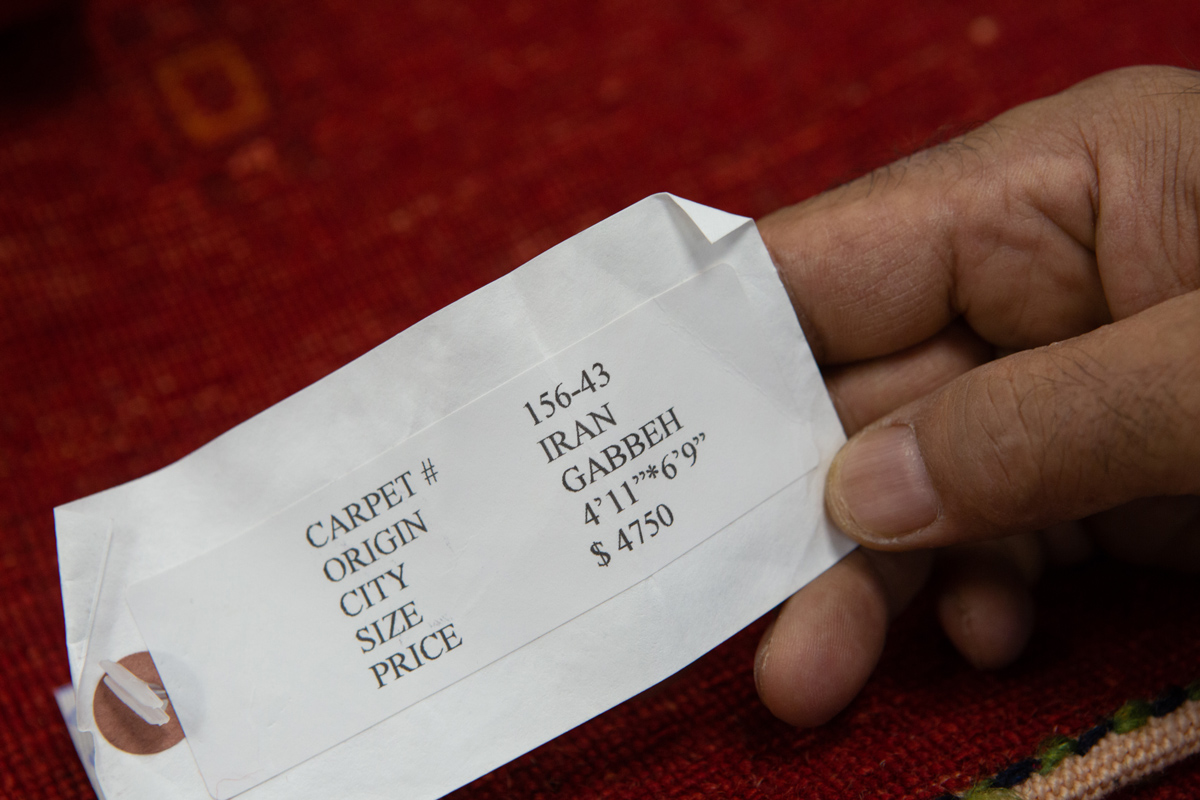 CARPET # 156-43
ORIGIN IRAN
CITY GABBEH
SIZE 4’11”*6’9”
PRICE $ 4750